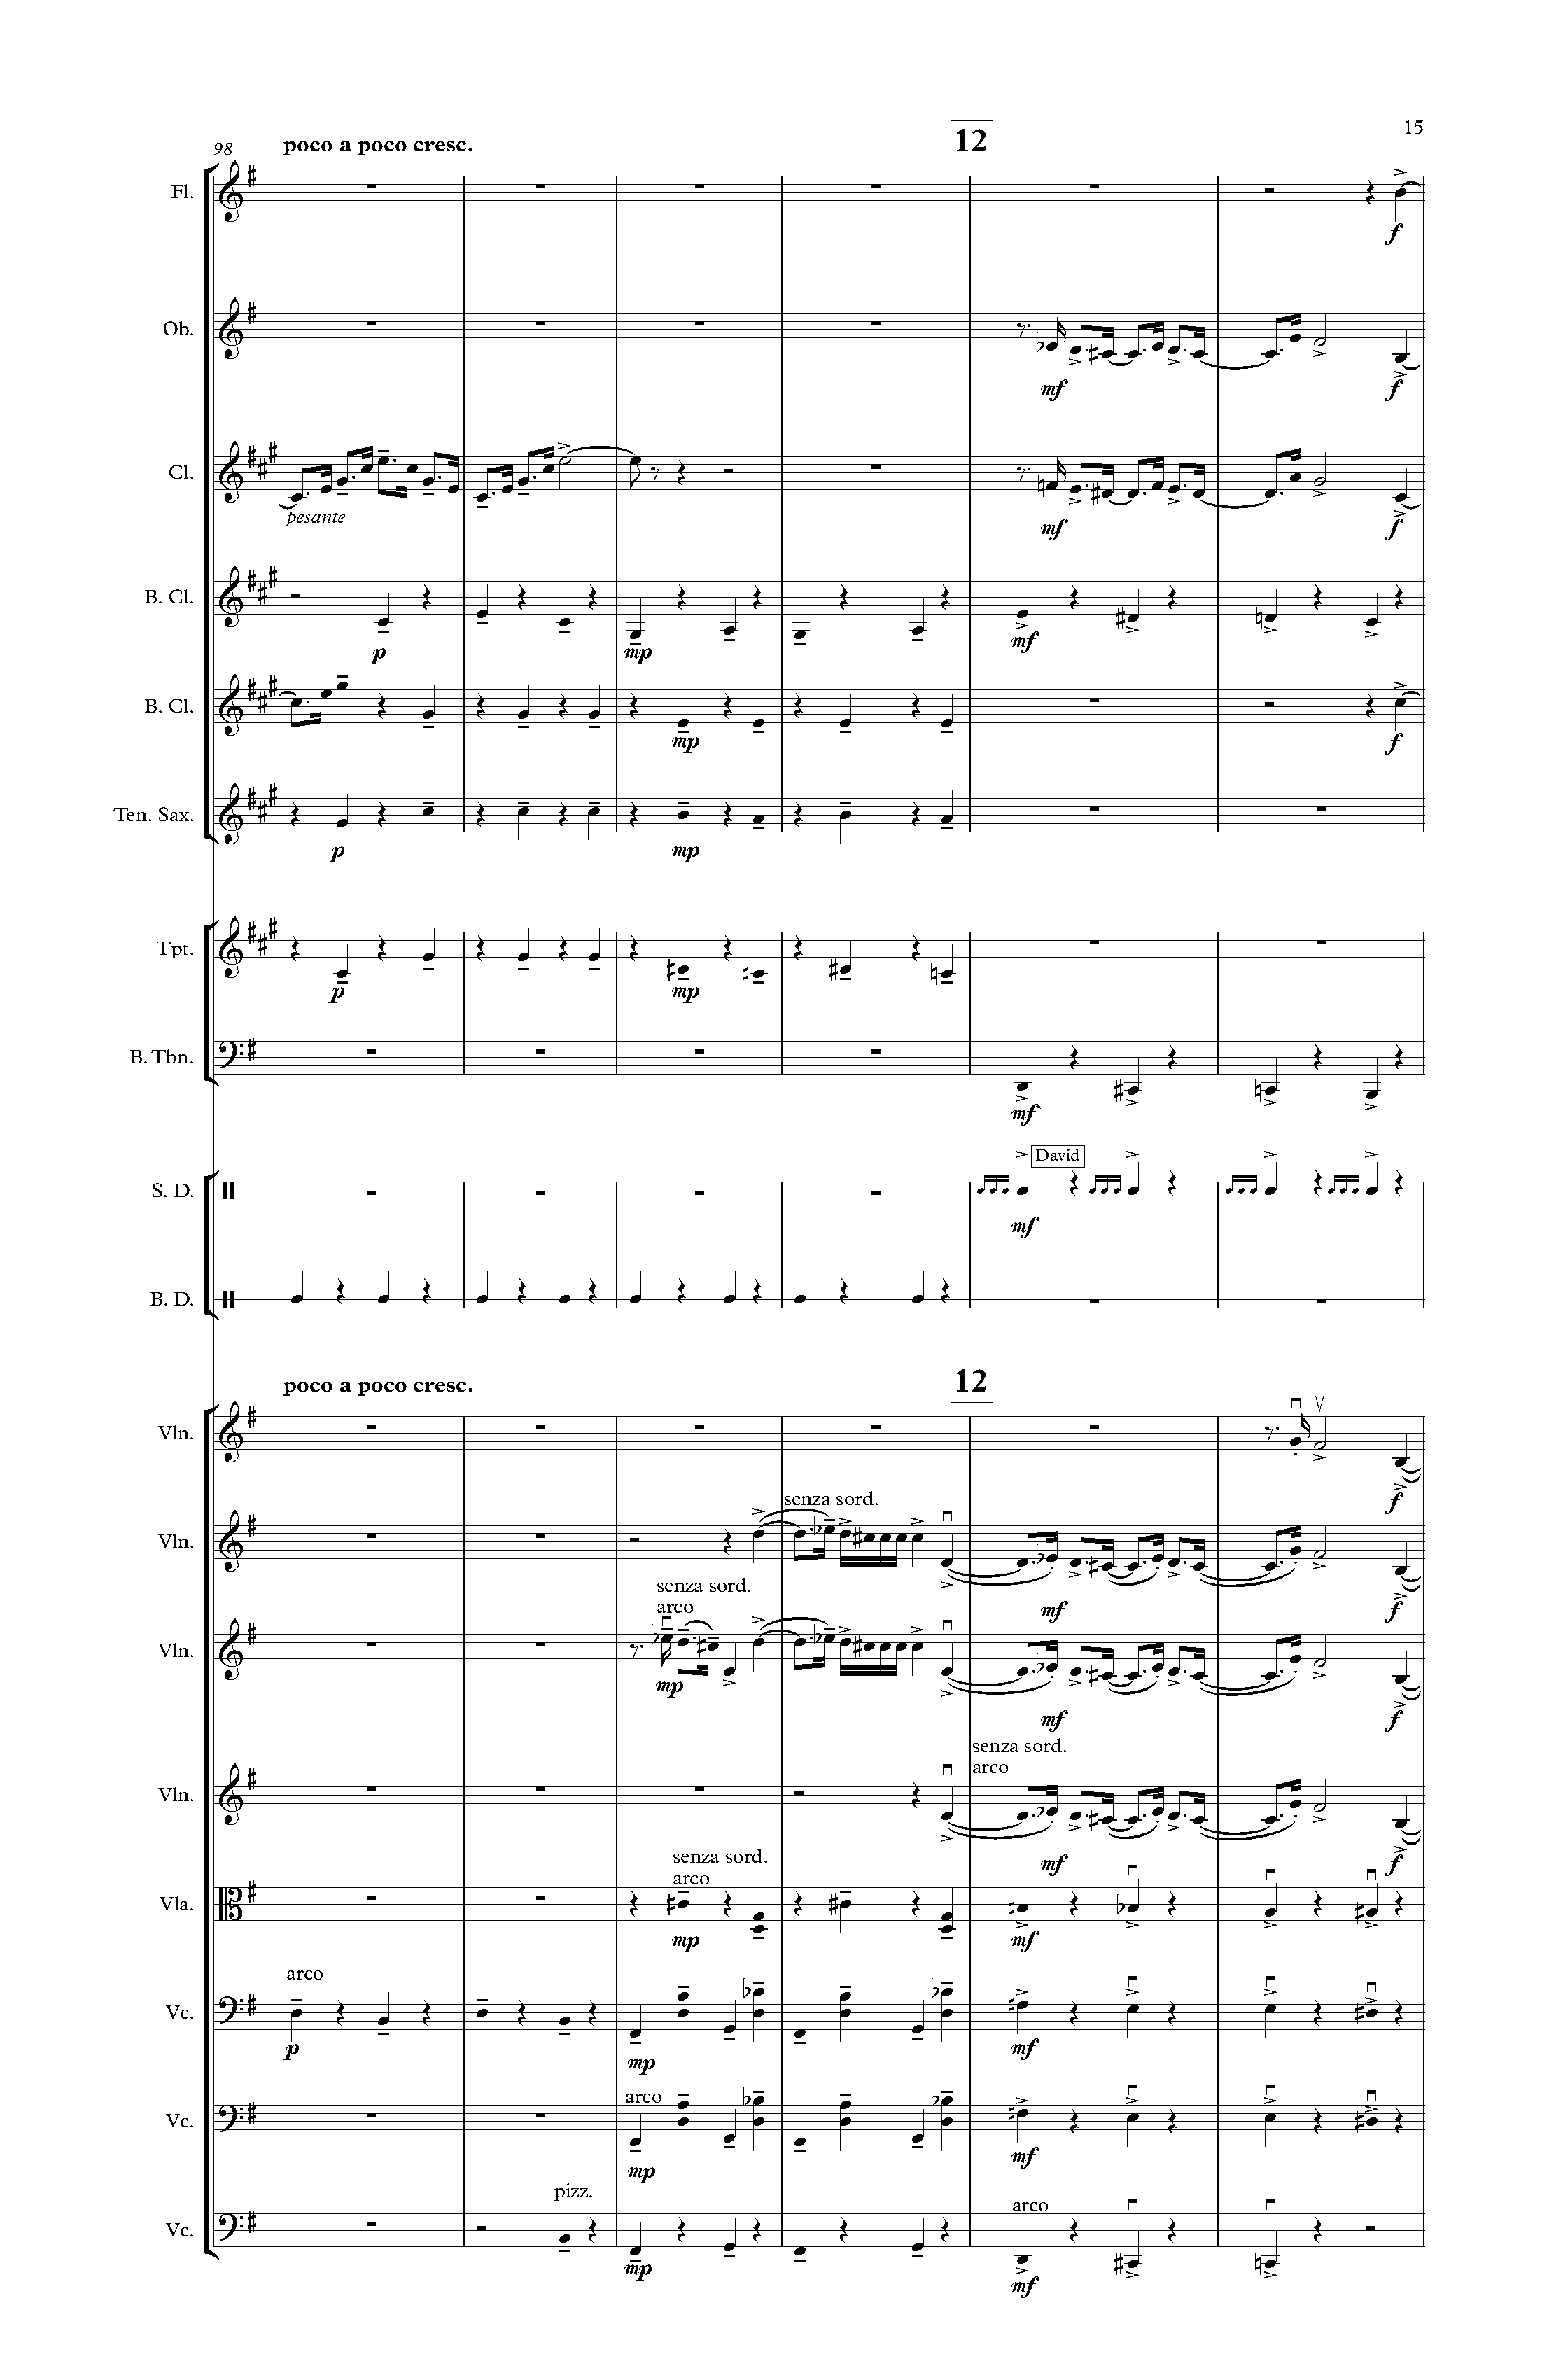 15
98 poco a poco cresc. 12
Fl.
f
Ob.
mf f
Cl.
pesante
mf f
B. Cl.
p mp mf
B. Cl.
mp f
Ten. Sax.
p mp
Tpt.
p mp
B. Tbn.
mf
David
S. D.
mf
B. D.
poco a poco cresc. 12
Vln.
f
senza sord.
Vln.
mf f
senza sord.
arco
Vln.
mp
mf f
senza sord.
arco
Vln.
mf f
senza sord.
arco
Vla.
mp mf
arco
Vc.
p mp mf
arco
Vc.
mp mf
pizz.
arco
Vc.
mp mf